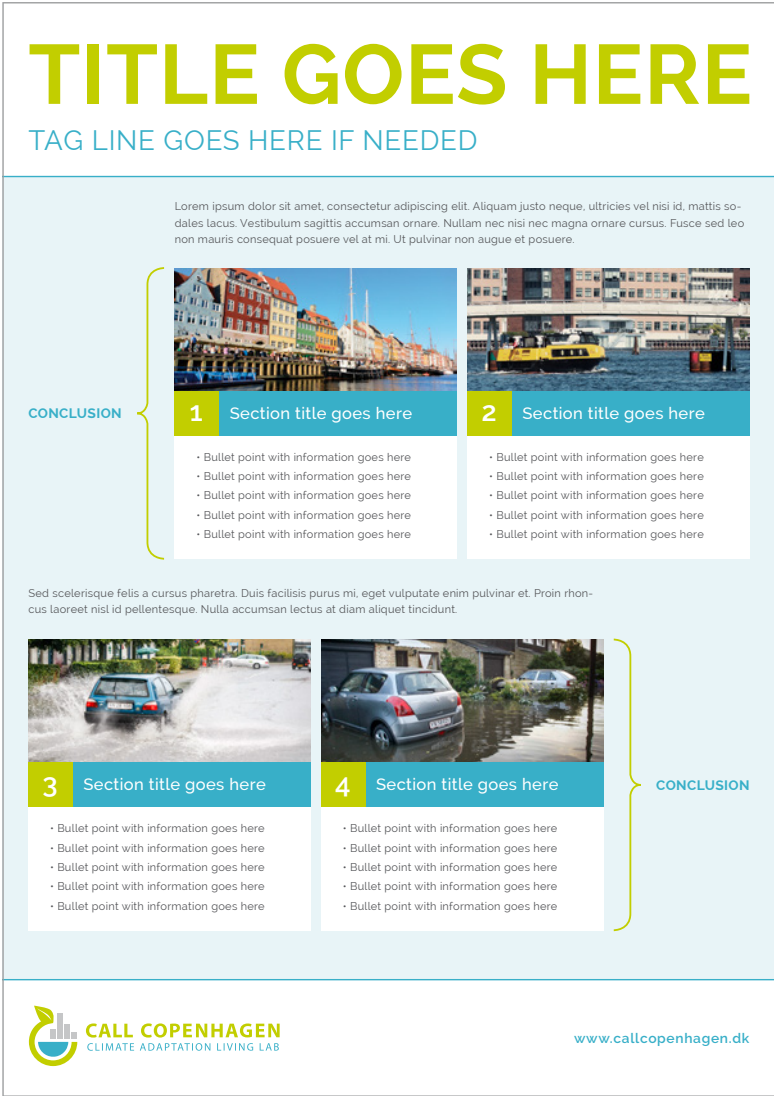 TITLE GOES HERE
TAG LINE GOES HERE IF NEEDED
Lorem ipsum dolor sit amet, consectetur adipiscing elit. Aliquam justo neque, ultricies vel nisi id, mattis so-
dales lacus. Vestibulum sagittis accumsan ornare. Nullam nec nisi nec magna ornare cursus. Fusce sed leo
non mauris consequat posuere vel at mi. Ut pulvinar non augue et posuere.
CONCLUSION
1 Section title goes here
• Bullet point with information goes here
• Bullet point with information goes here
• Bullet point with information goes here
• Bullet point with information goes here
• Bullet point with information goes here
2 Section title goes here
• Bullet point with information goes here
• Bullet point with information goes here
• Bullet point with information goes here
• Bullet point with information goes here
• Bullet point with information goes here
Sed scelerisque felis a cursus pharetra. Duis facilisis purus mi, eget vulputate enim pulvinar et. Proin rhon-
cus laoreet nisl id pellentesque. Nulla accumsan lectus at diam aliquet tincidunt.
3 Section title goes here
• Bullet point with information goes here
• Bullet point with information goes here
• Bullet point with information goes here
• Bullet point with information goes here
• Bullet point with information goes here
4 Section title goes here
• Bullet point with information goes here
• Bullet point with information goes here
• Bullet point with information goes here
• Bullet point with information goes here
• Bullet point with information goes here
CONCLUSION
CALL COPENHAGEN
CLIMATE ADAPTATION LIVING LAB
www.callcopenhagen.dk